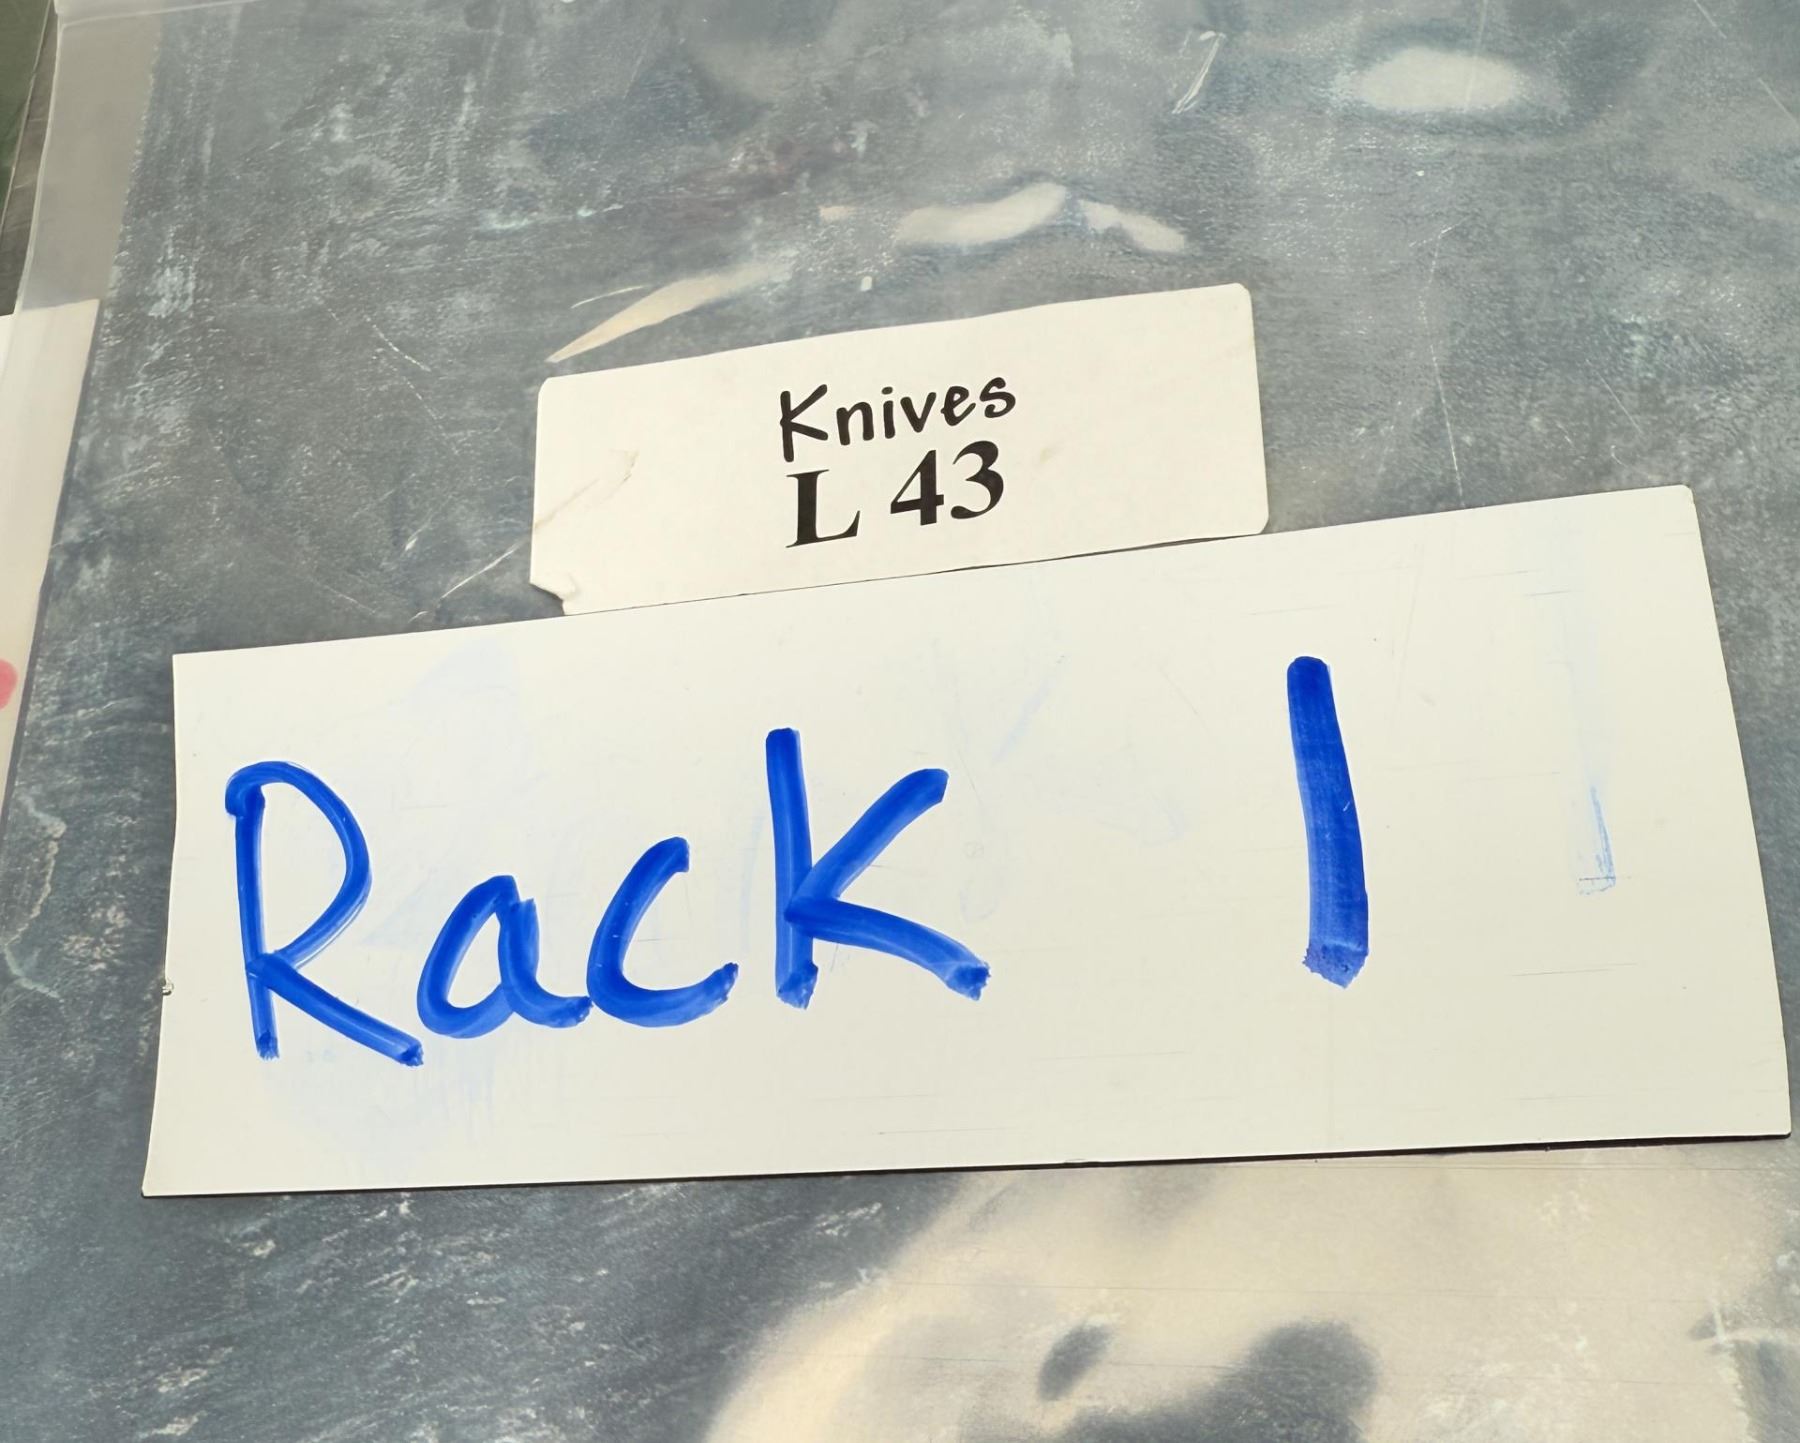 Knives
L 43
Rack 1